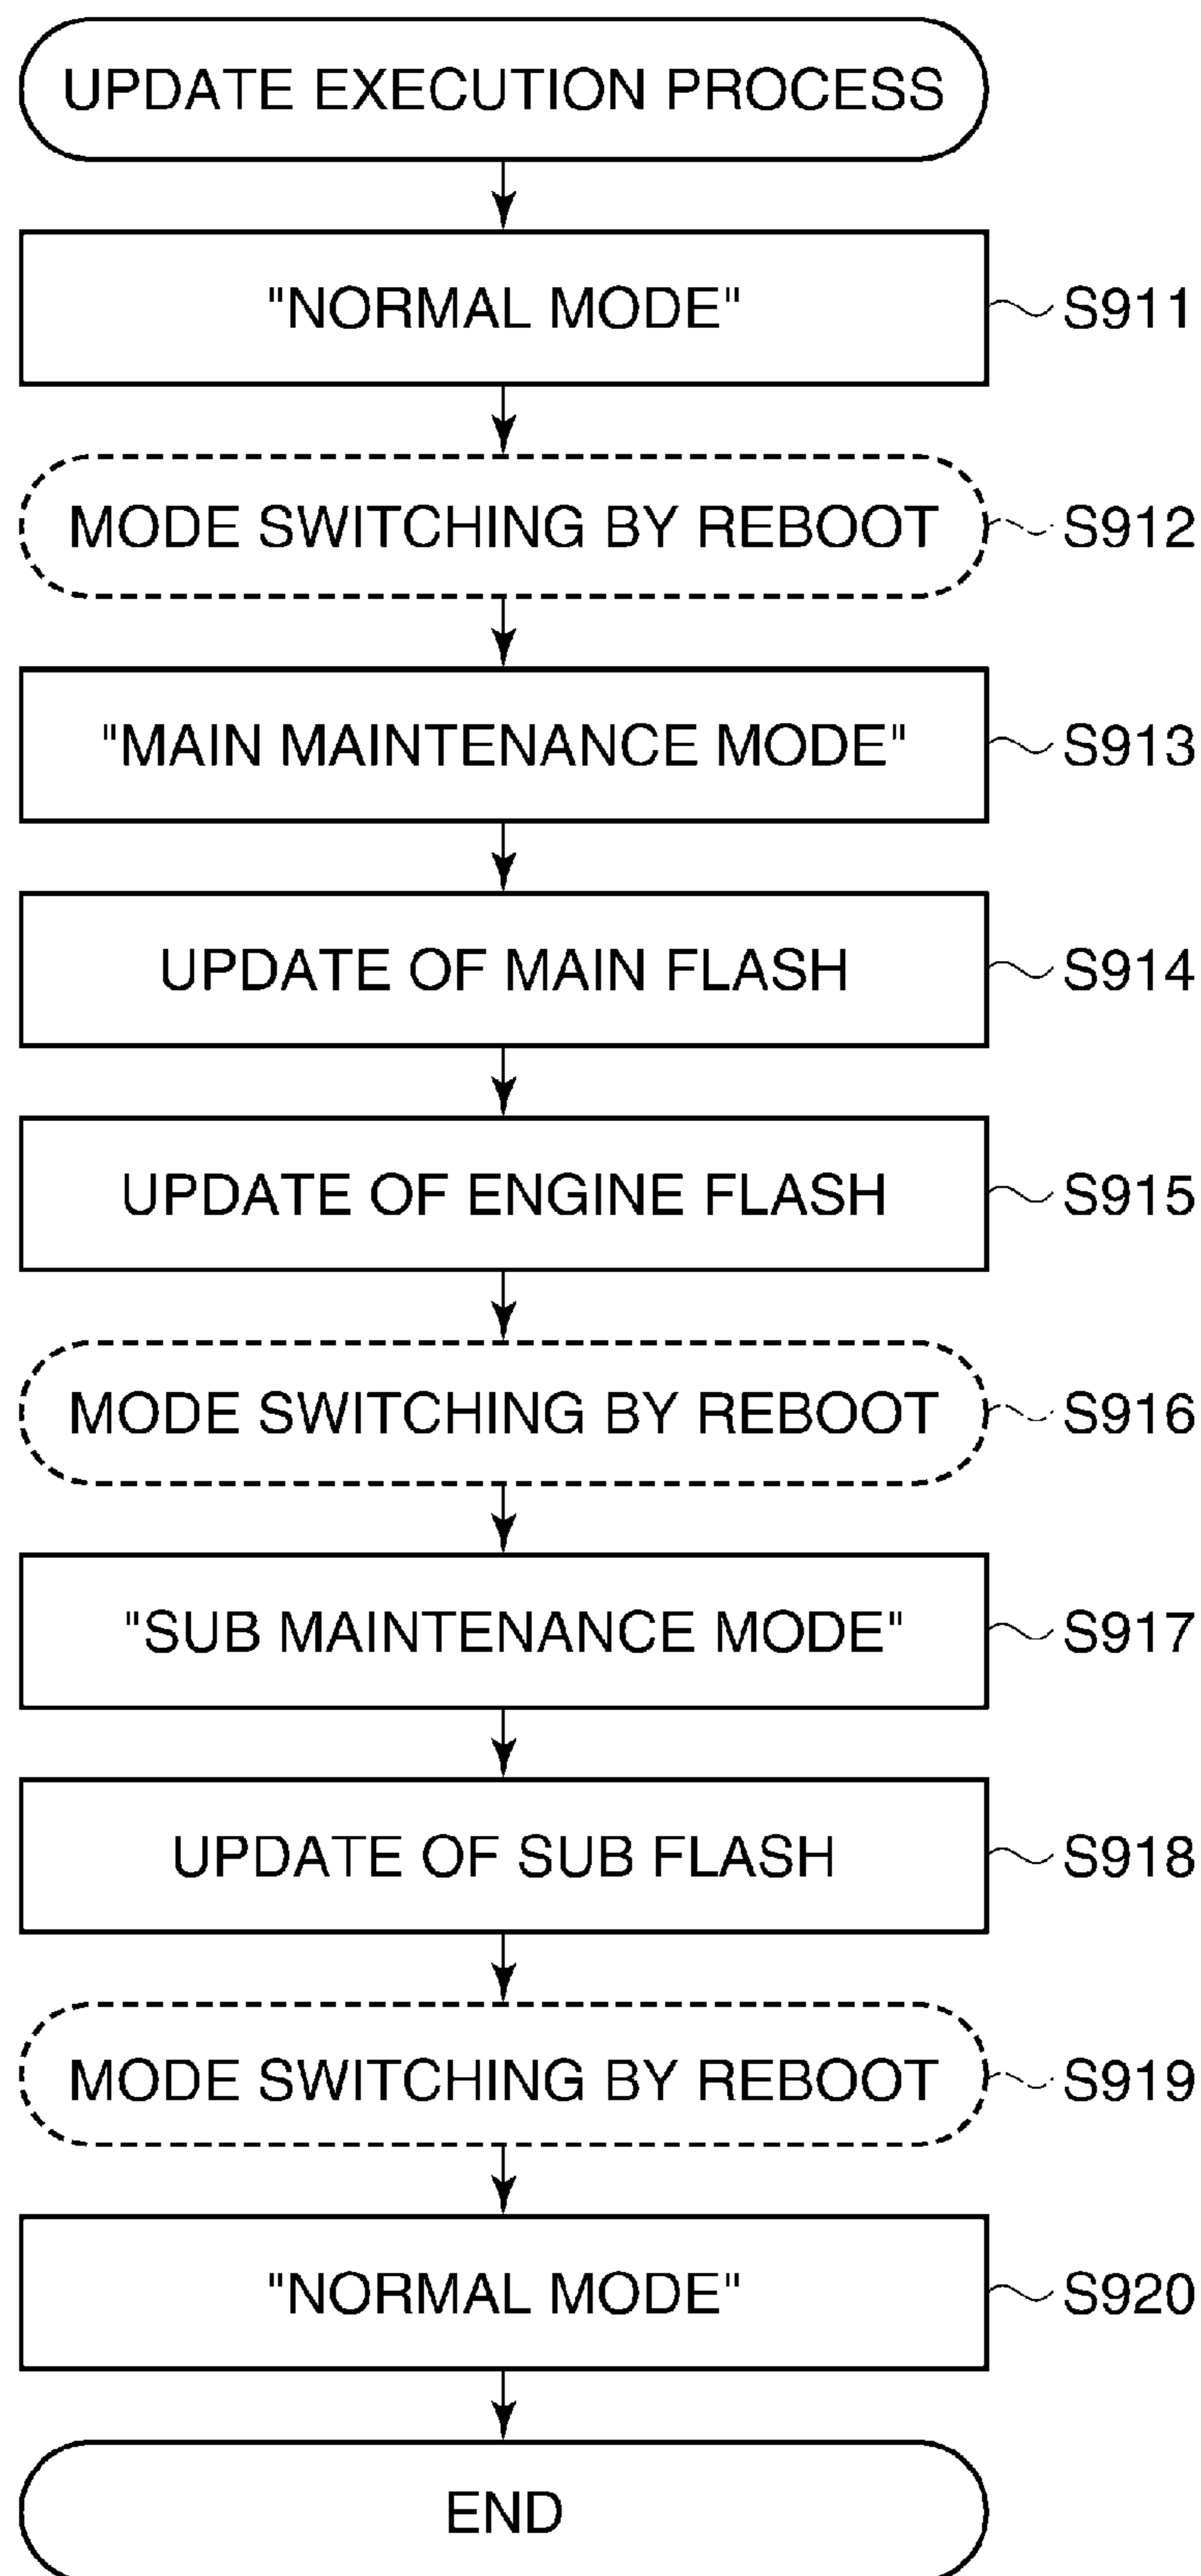 UPDATE EXECUTION PROCESS
"NORMAL MODE" S911
MODE SWITCHING BY REBOOT S912
"MAIN MAINTENANCE MODE" S913
UPDATE OF MAIN FLASH S914
UPDATE OF ENGINE FLASH S915
MODE SWITCHING BY REBOOT S916
"SUB MAINTENANCE MODE" S917
UPDATE OF SUB FLASH S918
MODE SWITCHING BY REBOOT S919
"NORMAL MODE" S920
END